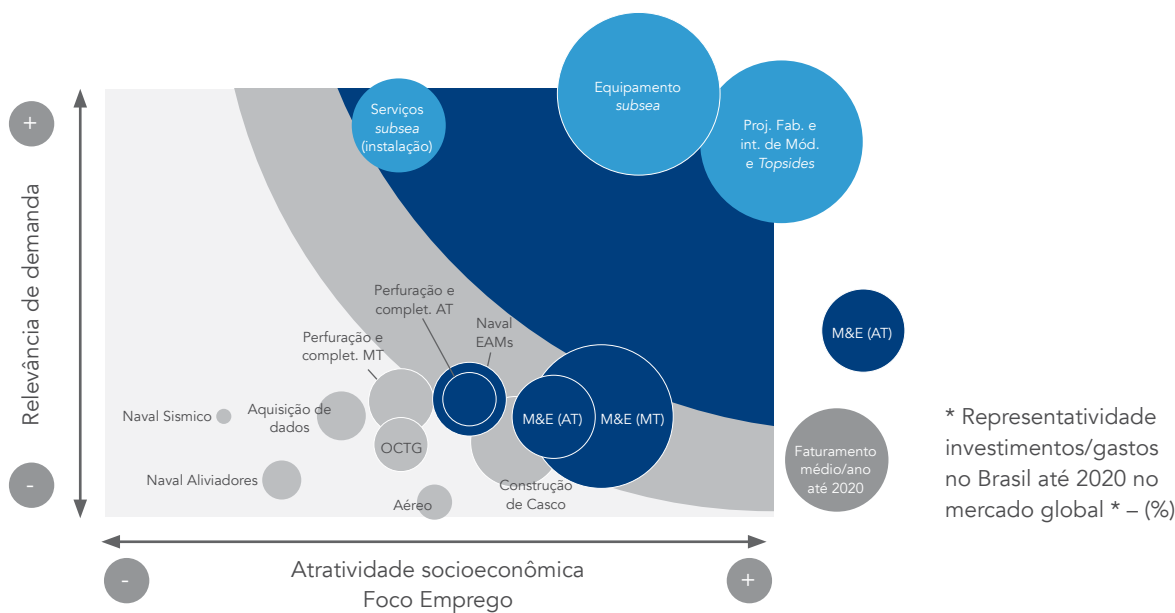 Equipamento
subsea
Serviços
subsea
(instalação)
Proj. Fab. e
int. de Mód.
e Topsides
+
Relevância de demanda
-
Perfuração e
complet. AT
Naval
EAMs
Perfuração e
complet. MT
M&E (AT)
Naval Sismico
Aquisição de
dados
M&E (AT)
M&E (MT)
OCTG
Naval Aliviadores
Aéreo
Construção
de Casco
Faturamento
médio/ano
até 2020
* Representatividade
investimentos/gastos
no Brasil até 2020 no
mercado global * – (%)
-
Atratividade socioeconômica
Foco Emprego
+